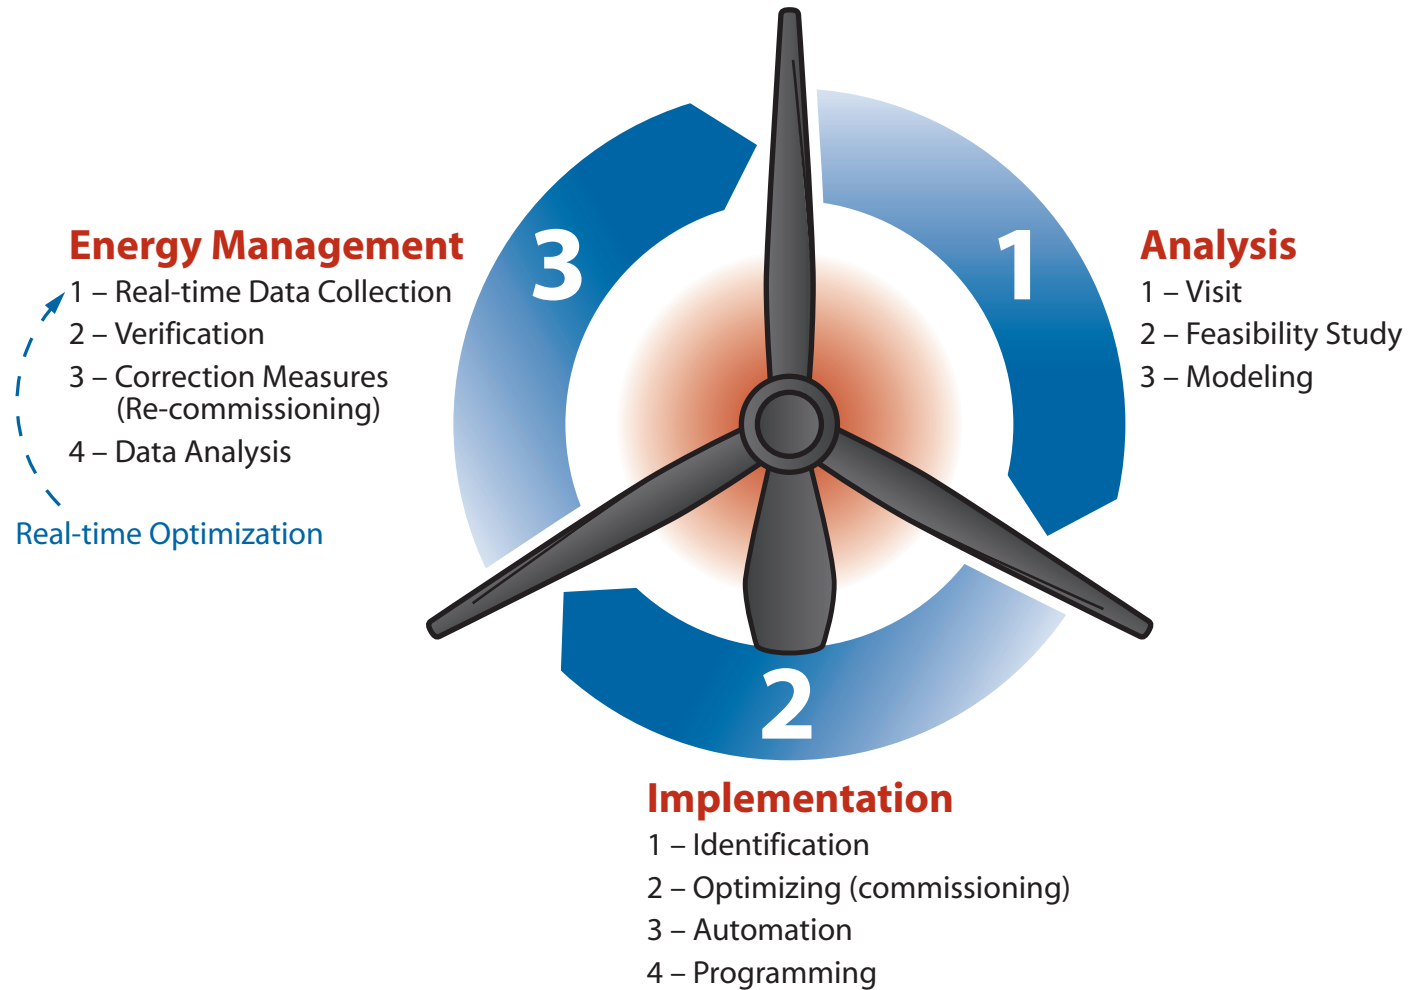 1
Analysis
1 – Visit
2 – Feasibility Study
3 – Modeling
2
Implementation
1 – Identification
2 – Optimizing (commissioning)
3 – Automation
4 – Programming
3
Energy Management
1 – Real-time Data Collection
2 – Verification
3 – Correction Measures
(Re-commissioning)
4 – Data Analysis
Real-time Optimization